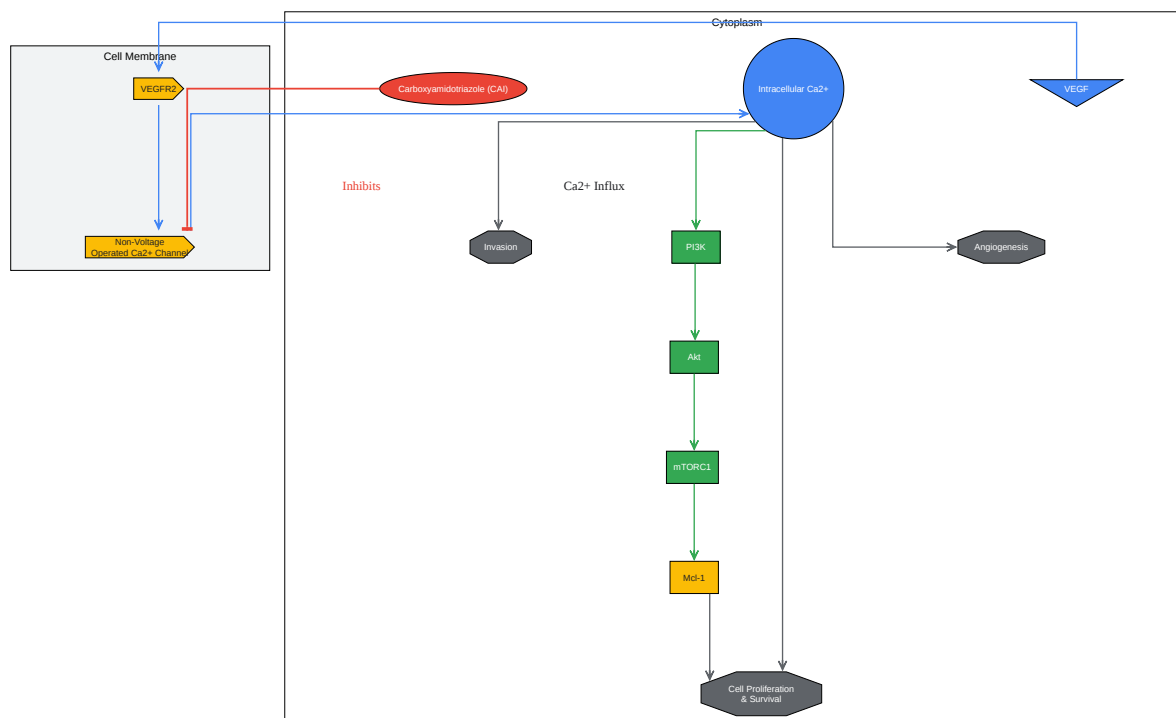 Cytoplasm
Cell Membrane
VEGFR2
Carboxyamidotriazole (CAI)
Intracellular Ca2+
VEGF
Inhibits
Ca2+ Influx
Non-Voltage
Operated Ca2+ Channel
Invasion
PI3K
Angiogenesis
Akt
mTORC1
Mcl-1
Cell Proliferation
& Survival